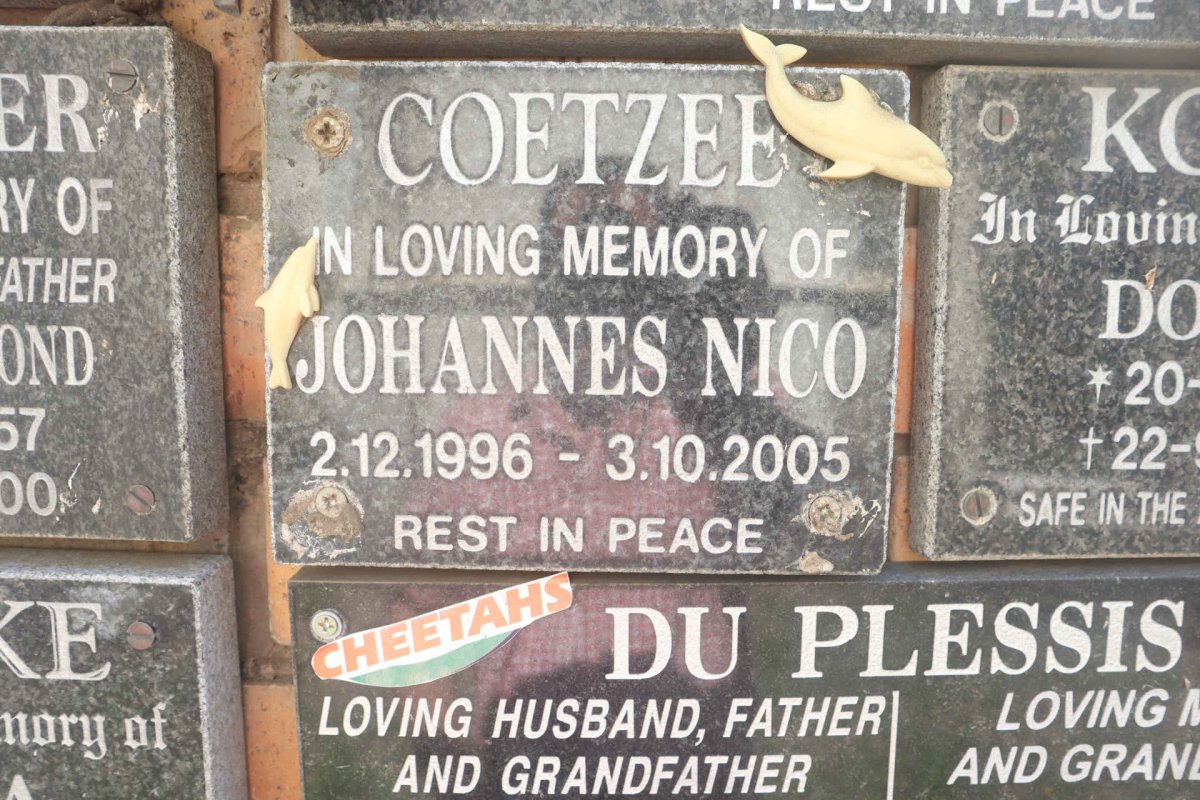 REST IN PEACE
ER
RY OF
FATHER
OND
57
00
COETZEE
IN LOVING MEMORY OF
JOHANNES NICO
2.12.1996 - 3.10.2005
REST IN PEACE
KO
In Lovin
DO
20-
22-
SAFE IN THE
KE
mory of
A
CHEETAHS
DU PLESSIS
LOVING HUSBAND, FATHER
AND GRANDFATHER
LOVING M
AND GRAN